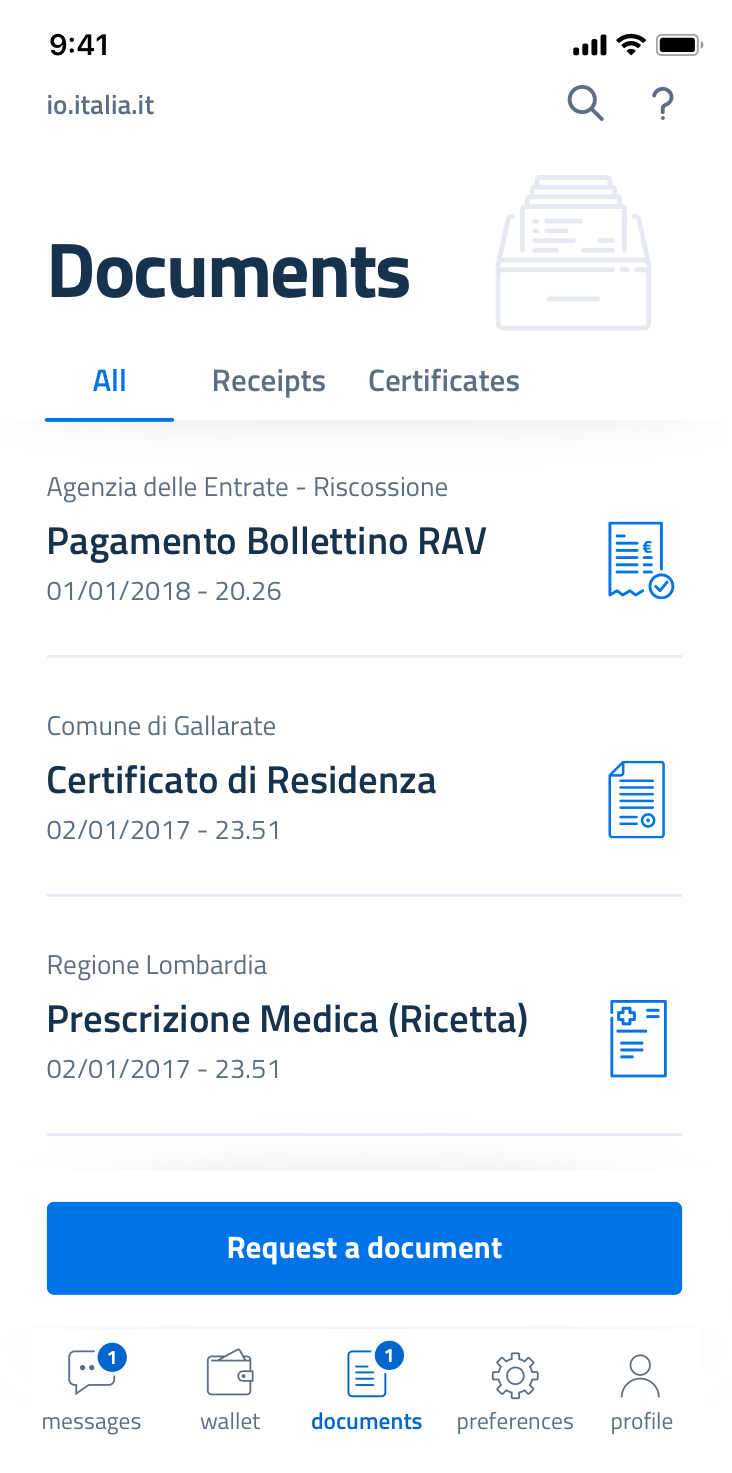 9:41
io.italia.it
?
Documents
All Receipts Certificates
Agenzia delle Entrate - Riscossione
Pagamento Bollettino RAV
€
01/01/2018 - 20.26
Comune di Gallarate
Certificato di Residenza
02/01/2017 - 23.51
Regione Lombardia
Prescrizione Medica (Ricetta)
02/01/2017 - 23.51
Request a document
1 1
messages wallet documents preferences profile